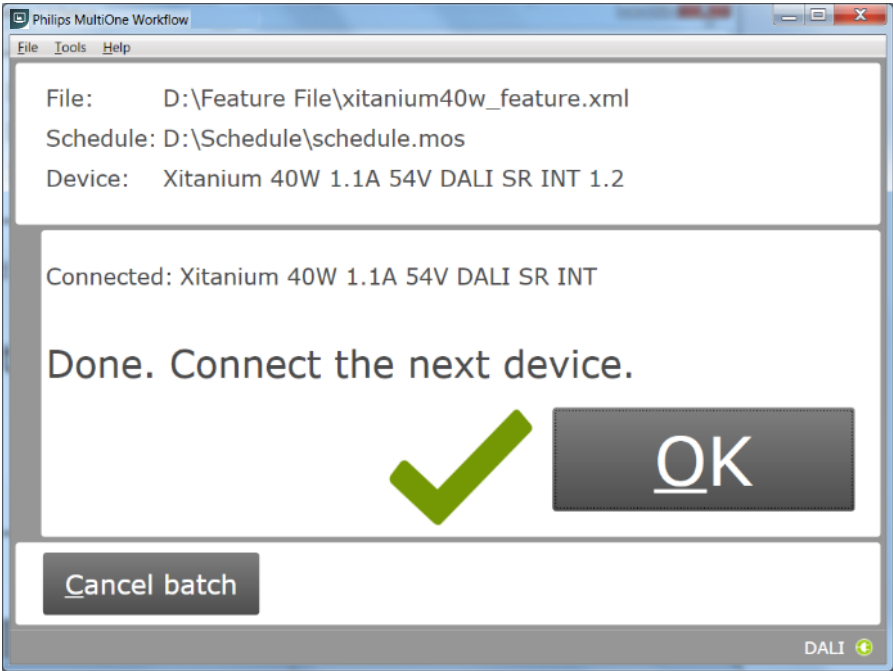 Philips MultiOne Workflow
File Tools Help
File: D:\Feature File\xitanium40w_feature.xml
Schedule: D:\Schedule\schedule.mos
Device: Xitanium 40W 1.1A 54V DALI SR INT 1.2
Connected: Xitanium 40W 1.1A 54V DALI SR INT
Done. Connect the next device.
OK
Cancel batch
DALI